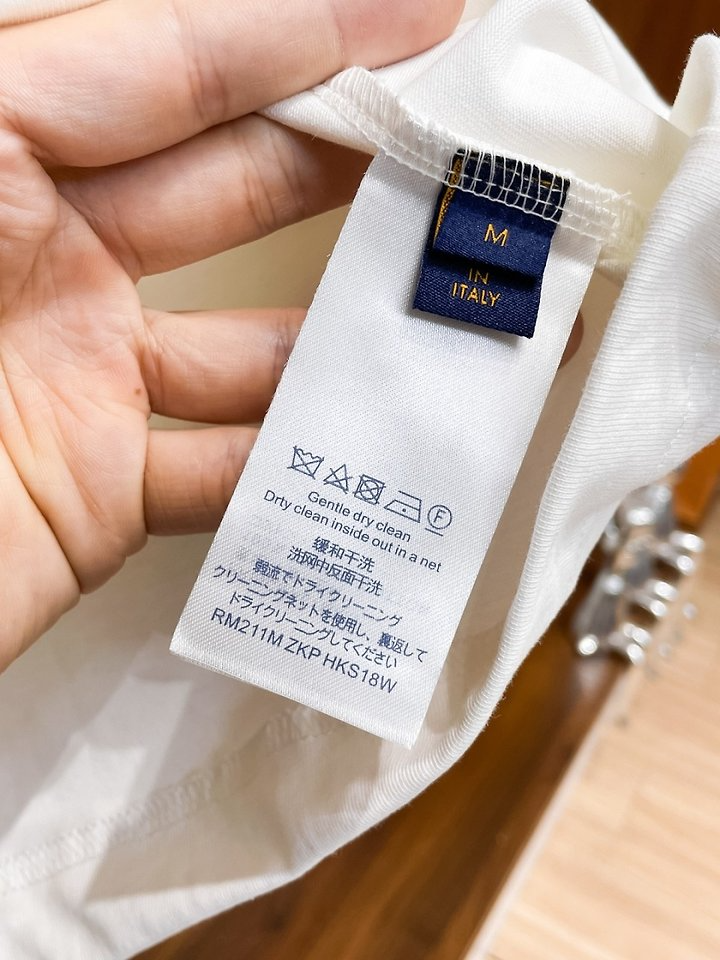 M
IN
ITALY
F
Gentle dry clean
Drty clean inside out in a net
缓和干洗
洗网中反面干洗
弱流でドライクリーニング
クリーニングネットを使用し、裏返して
ドライクリーニングしてください
RM211M ZKP HKS18W